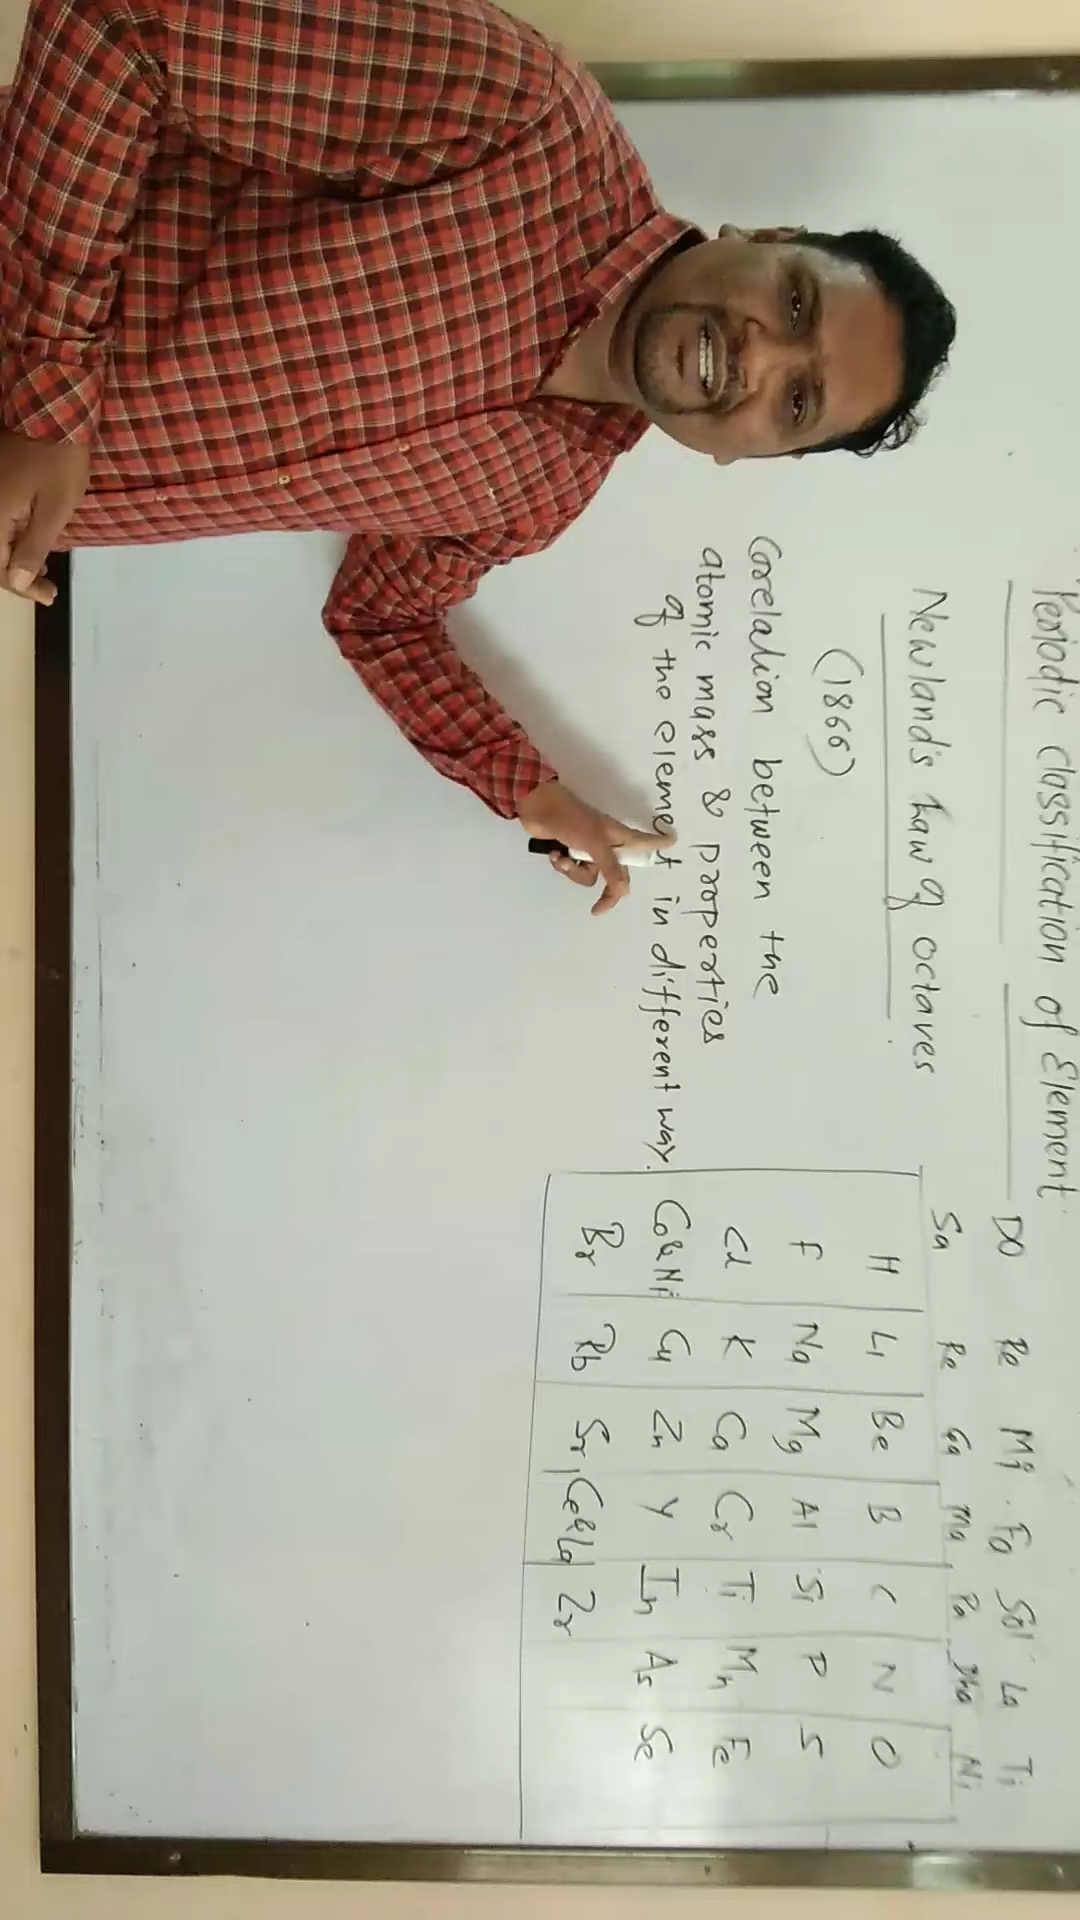 Periodic classification of Element
Newland's Law of octaves
(1866)
Correlation between the
atomic mass & properties
of the element in different way.
Do Re Mi Fa Sol La Ti
Sa Re Ga Ma Pa Dha Ni
H Li Be B C N O
F Na Mg Al Si P S
Cl K Ca Cr Ti Mn Fe
Co&Ni Cu Zn Y In As Se
Br Rb Sr Ce&La Zr